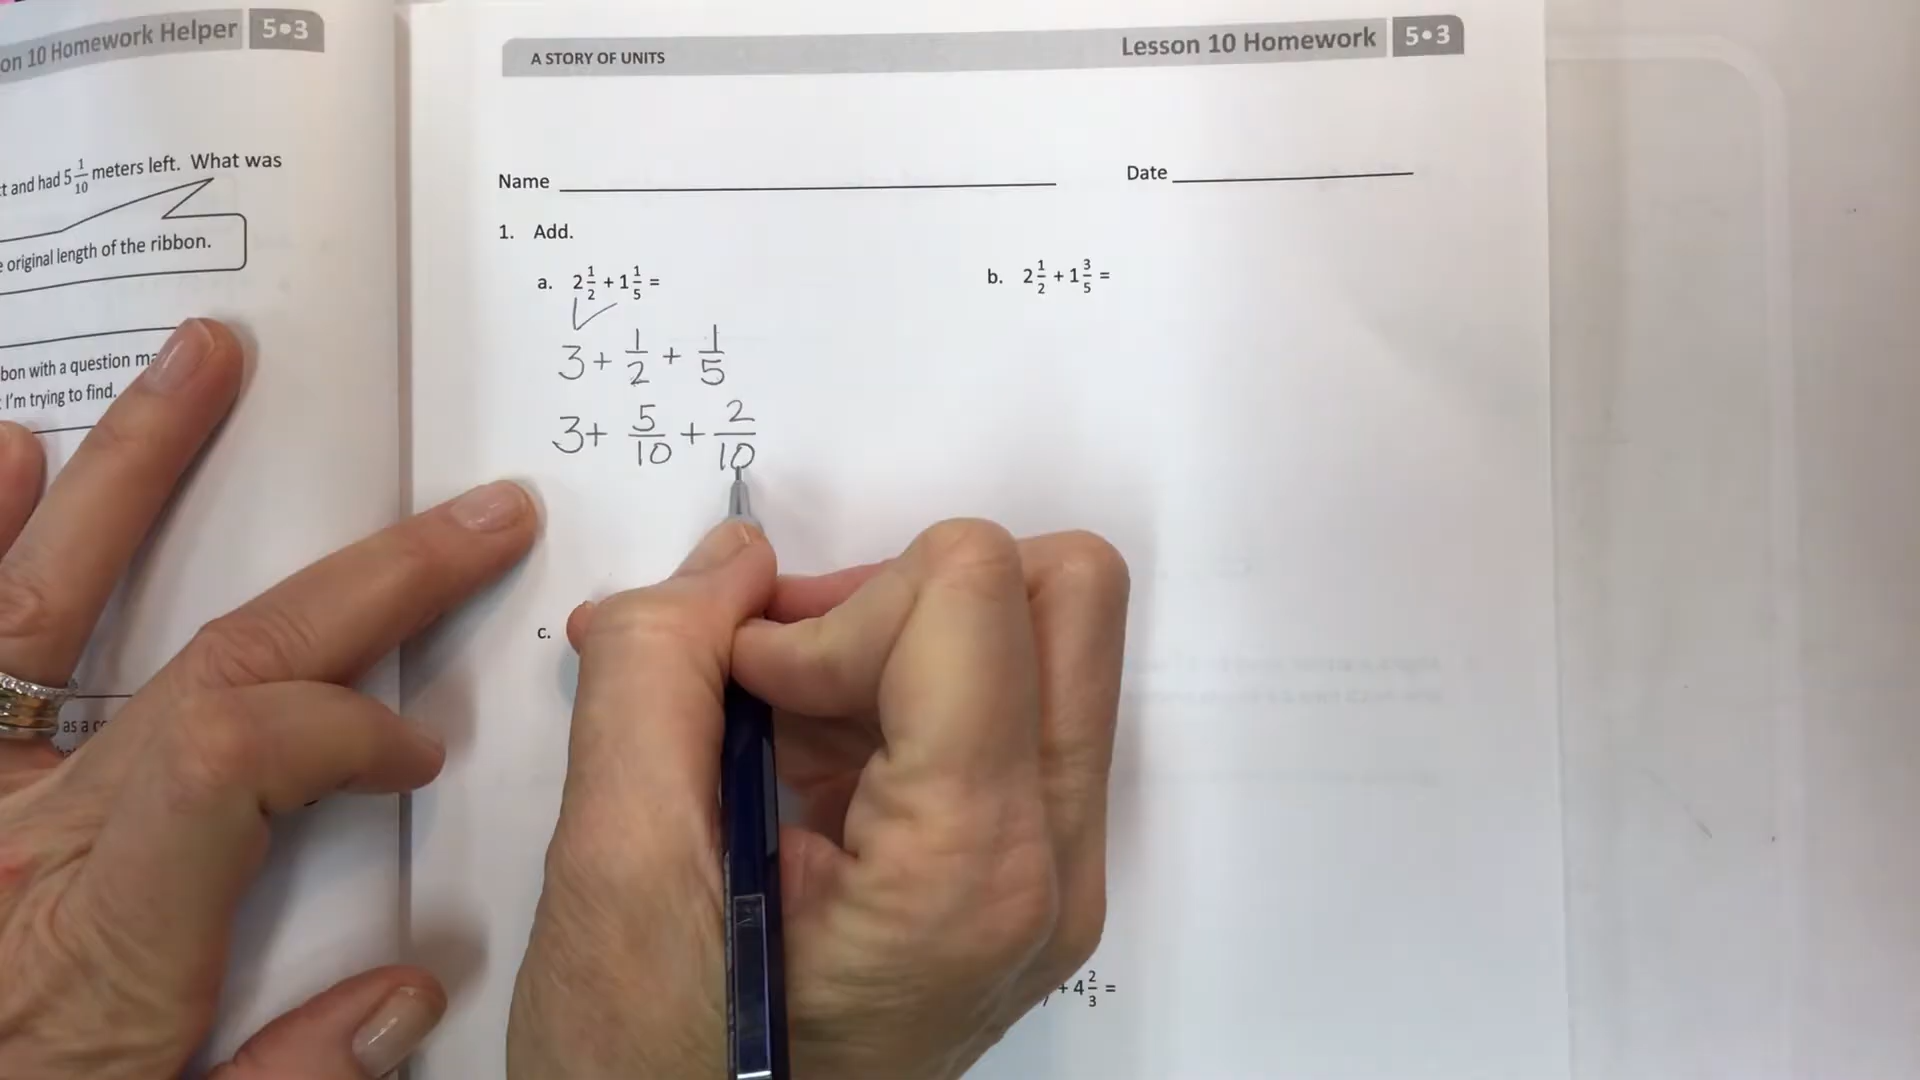 on 10 Homework Helper 5•3
t and had 5 1/10 meters left. What was
original length of the ribbon.
bon with a question
I'm trying to find.
as a
A STORY OF UNITS
Lesson 10 Homework 5•3
Name
Date
1. Add.
a. 2 1/2 + 1 1/5 =
b. 2 1/2 + 1 3/5 =
3 + 1/2 + 1/5
3 + 5/10 + 2/10
c.
+ 4 2/3 =